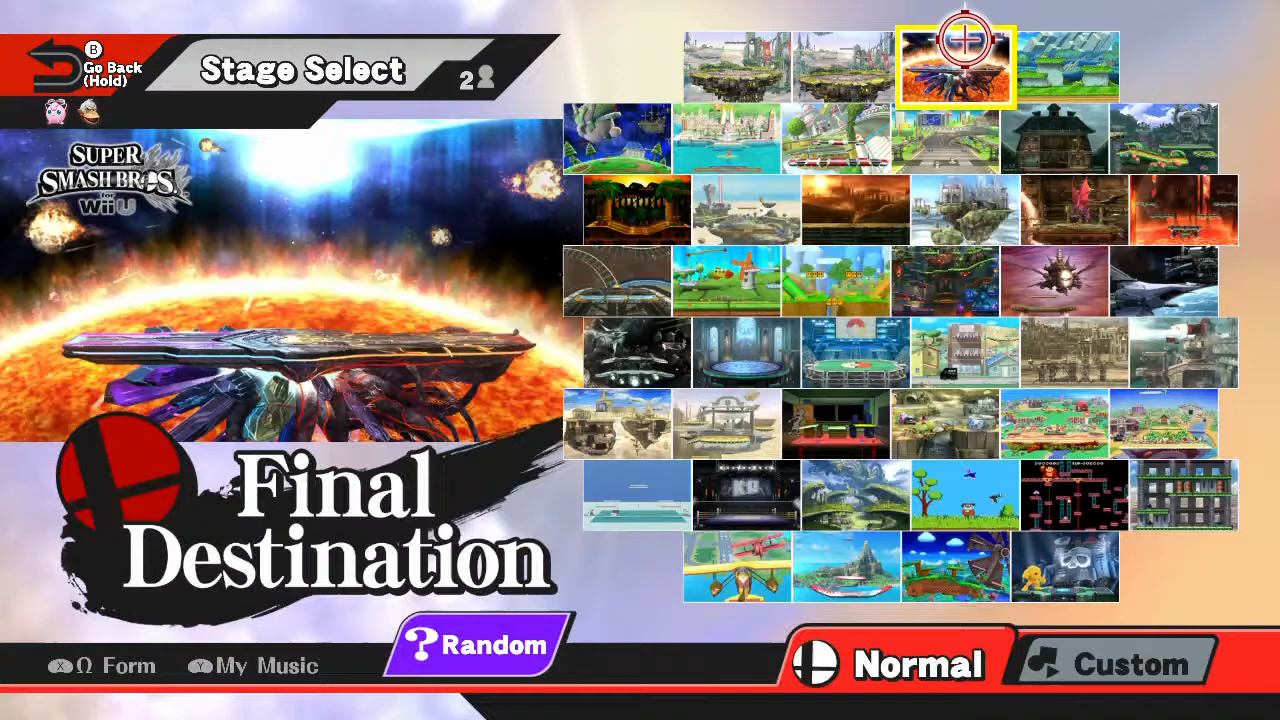 B
Go Back
(Hold)
Stage Select
2
SUPER
SMASH BROS.
for
Wii U
Final
Destination
? Random
X Ω Form
Y My Music
Normal
Custom